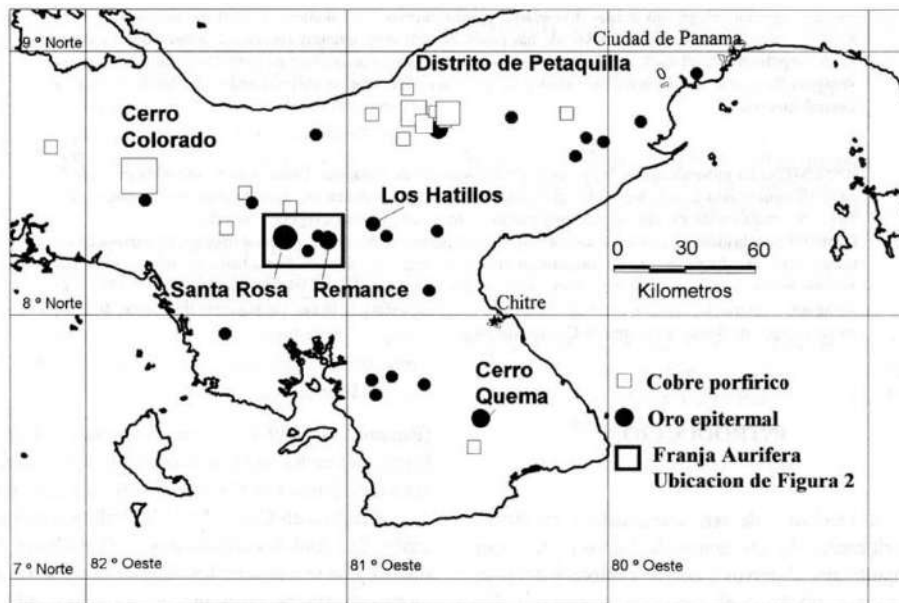 9 º Norte
Ciudad de Panama
Distrito de Petaquilla
Cerro
Colorado
Los Hatillos
0 30 60
Kilometros
Santa Rosa Remance
8 º Norte
Chitre
Cerro
Quema
Cobre porfirico
Oro epitermal
Franja Aurifera
Ubicacion de Figura 2
7 º Norte
82 º Oeste
81 º Oeste
80 º Oeste